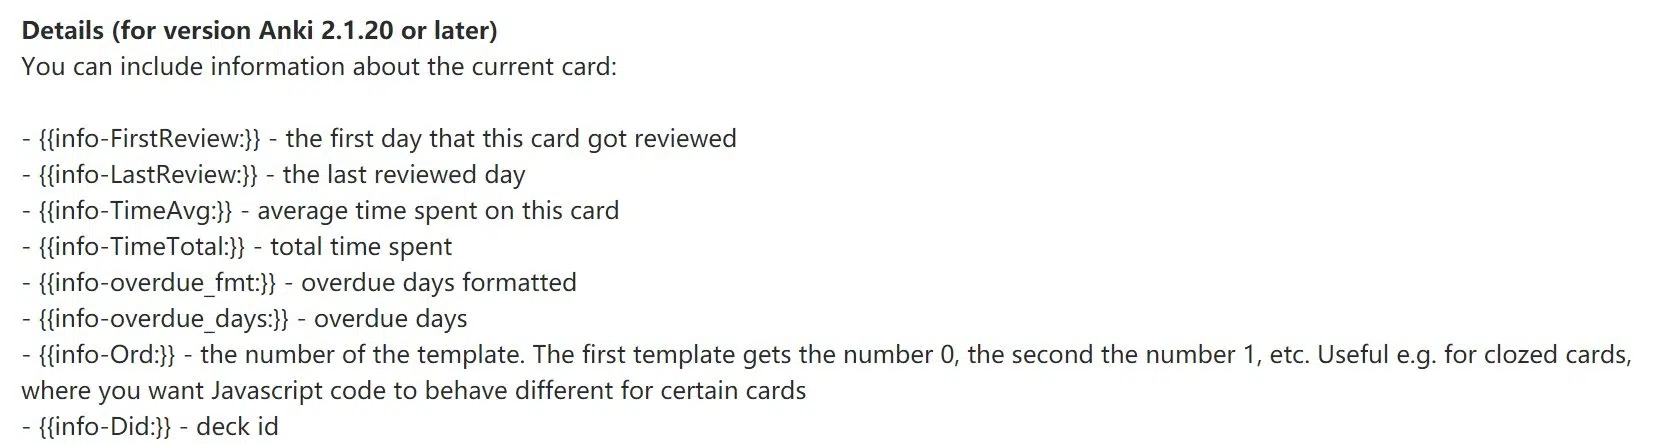 Details (for version Anki 2.1.20 or later)
You can include information about the current card:
- {{info-FirstReview:}} - the first day that this card got reviewed
- {{info-LastReview:}} - the last reviewed day
- {{info-TimeAvg:}} - average time spent on this card
- {{info-TimeTotal:}} - total time spent
- {{info-overdue_fmt:}} - overdue days formatted
- {{info-overdue_days:}} - overdue days
- {{info-Ord:}} - the number of the template. The first template gets the number 0, the second the number 1, etc. Useful e.g. for clozed cards,
where you want Javascript code to behave different for certain cards
- {{info-Did:}} - deck id